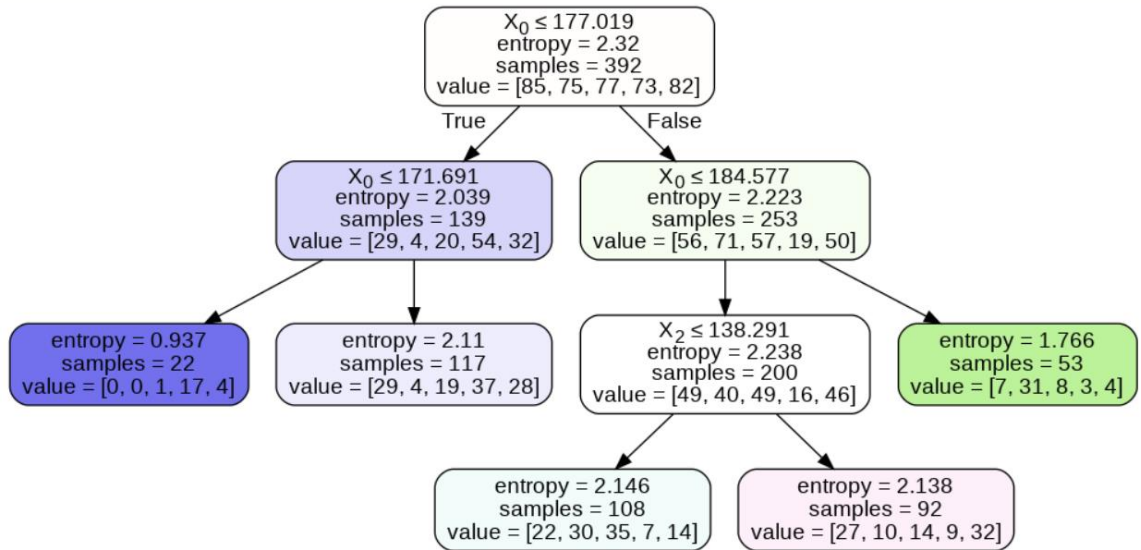 X₀ ≤ 177.019
entropy = 2.32
samples = 392
value = [85, 75, 77, 73, 82]
True
False
X₀ ≤ 171.691
entropy = 2.039
samples = 139
value = [29, 4, 20, 54, 32]
X₀ ≤ 184.577
entropy = 2.223
samples = 253
value = [56, 71, 57, 19, 50]
entropy = 0.937
samples = 22
value = [0, 0, 1, 17, 4]
entropy = 2.11
samples = 117
value = [29, 4, 19, 37, 28]
X₂ ≤ 138.291
entropy = 2.238
samples = 200
value = [49, 40, 49, 16, 46]
entropy = 1.766
samples = 53
value = [7, 31, 8, 3, 4]
entropy = 2.146
samples = 108
value = [22, 30, 35, 7, 14]
entropy = 2.138
samples = 92
value = [27, 10, 14, 9, 32]